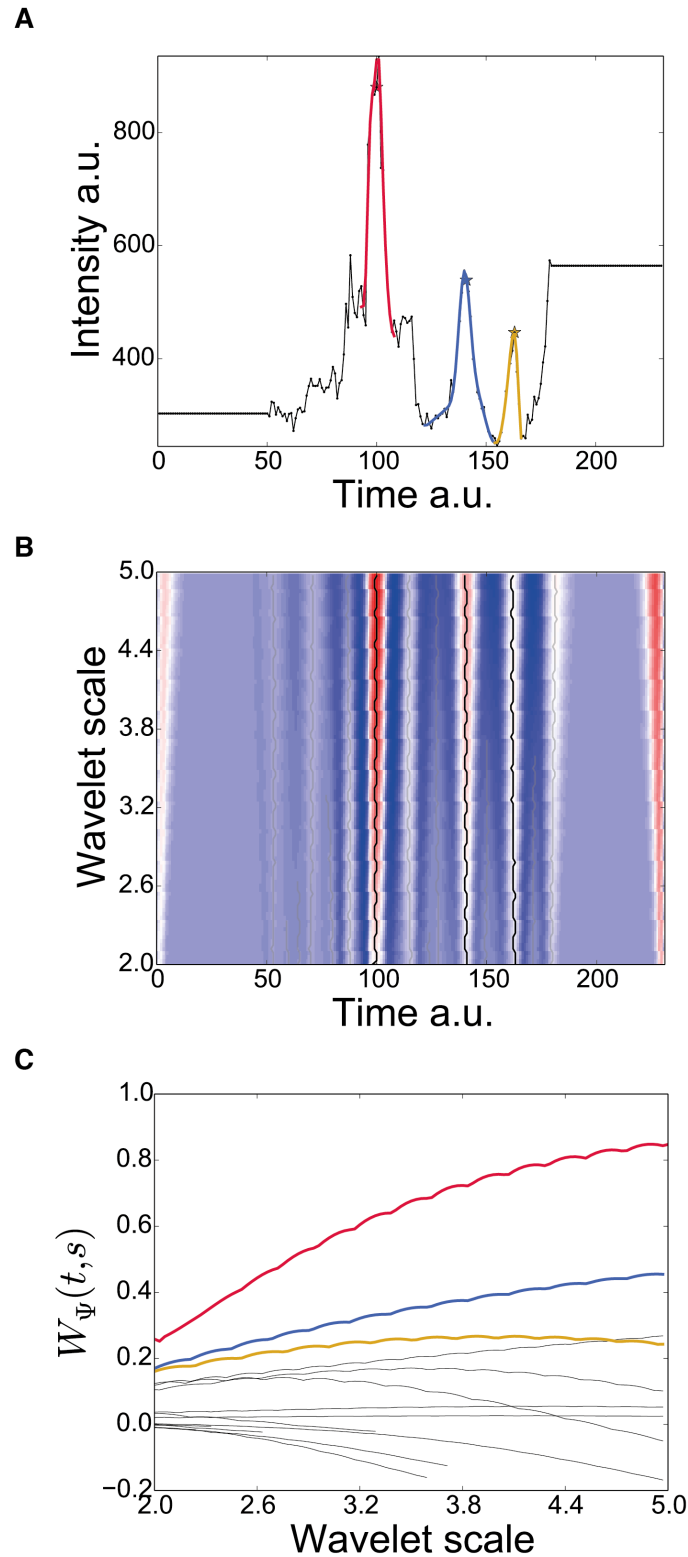 A
Intensity a.u.
800
600
400
0 50 100 150 200
Time a.u.
B
Wavelet scale
5.0
4.4
3.8
3.2
2.6
2.0
0 50 100 150 200
Time a.u.
C
W_Ψ(t,s)
1.0
0.8
0.6
0.4
0.2
0.0
−0.2
2.0 2.6 3.2 3.8 4.4 5.0
Wavelet scale